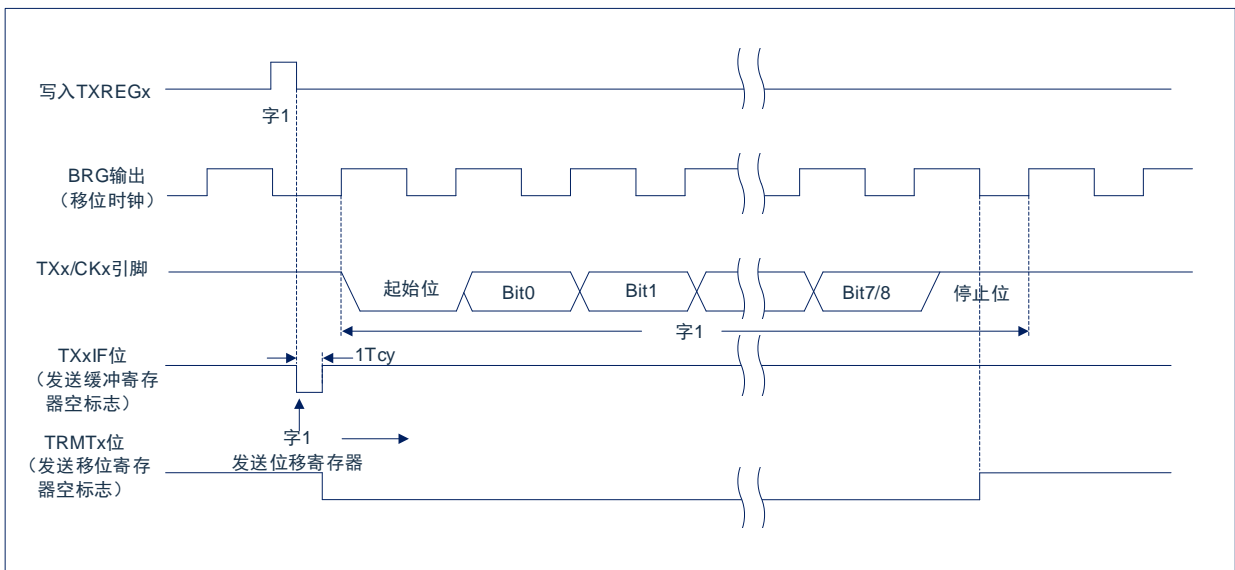 写入TXREGx
字1
BRG输出
（移位时钟）
TXx/CKx引脚
起始位
Bit0
Bit1
Bit7/8
停止位
字1
TXxIF位
（发送缓冲寄存
器空标志）
1Tcy
字1
发送位移寄存器
TRMTx位
（发送移位寄存
器空标志）